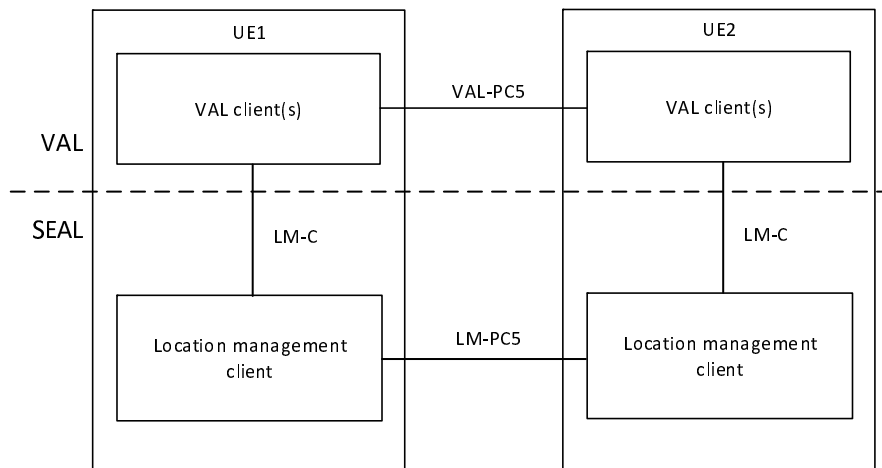 UE1
UE2
VAL client(s)
VAL-PC5
VAL client(s)
VAL
SEAL
LM-C
LM-C
Location management
client
LM-PC5
Location management
client